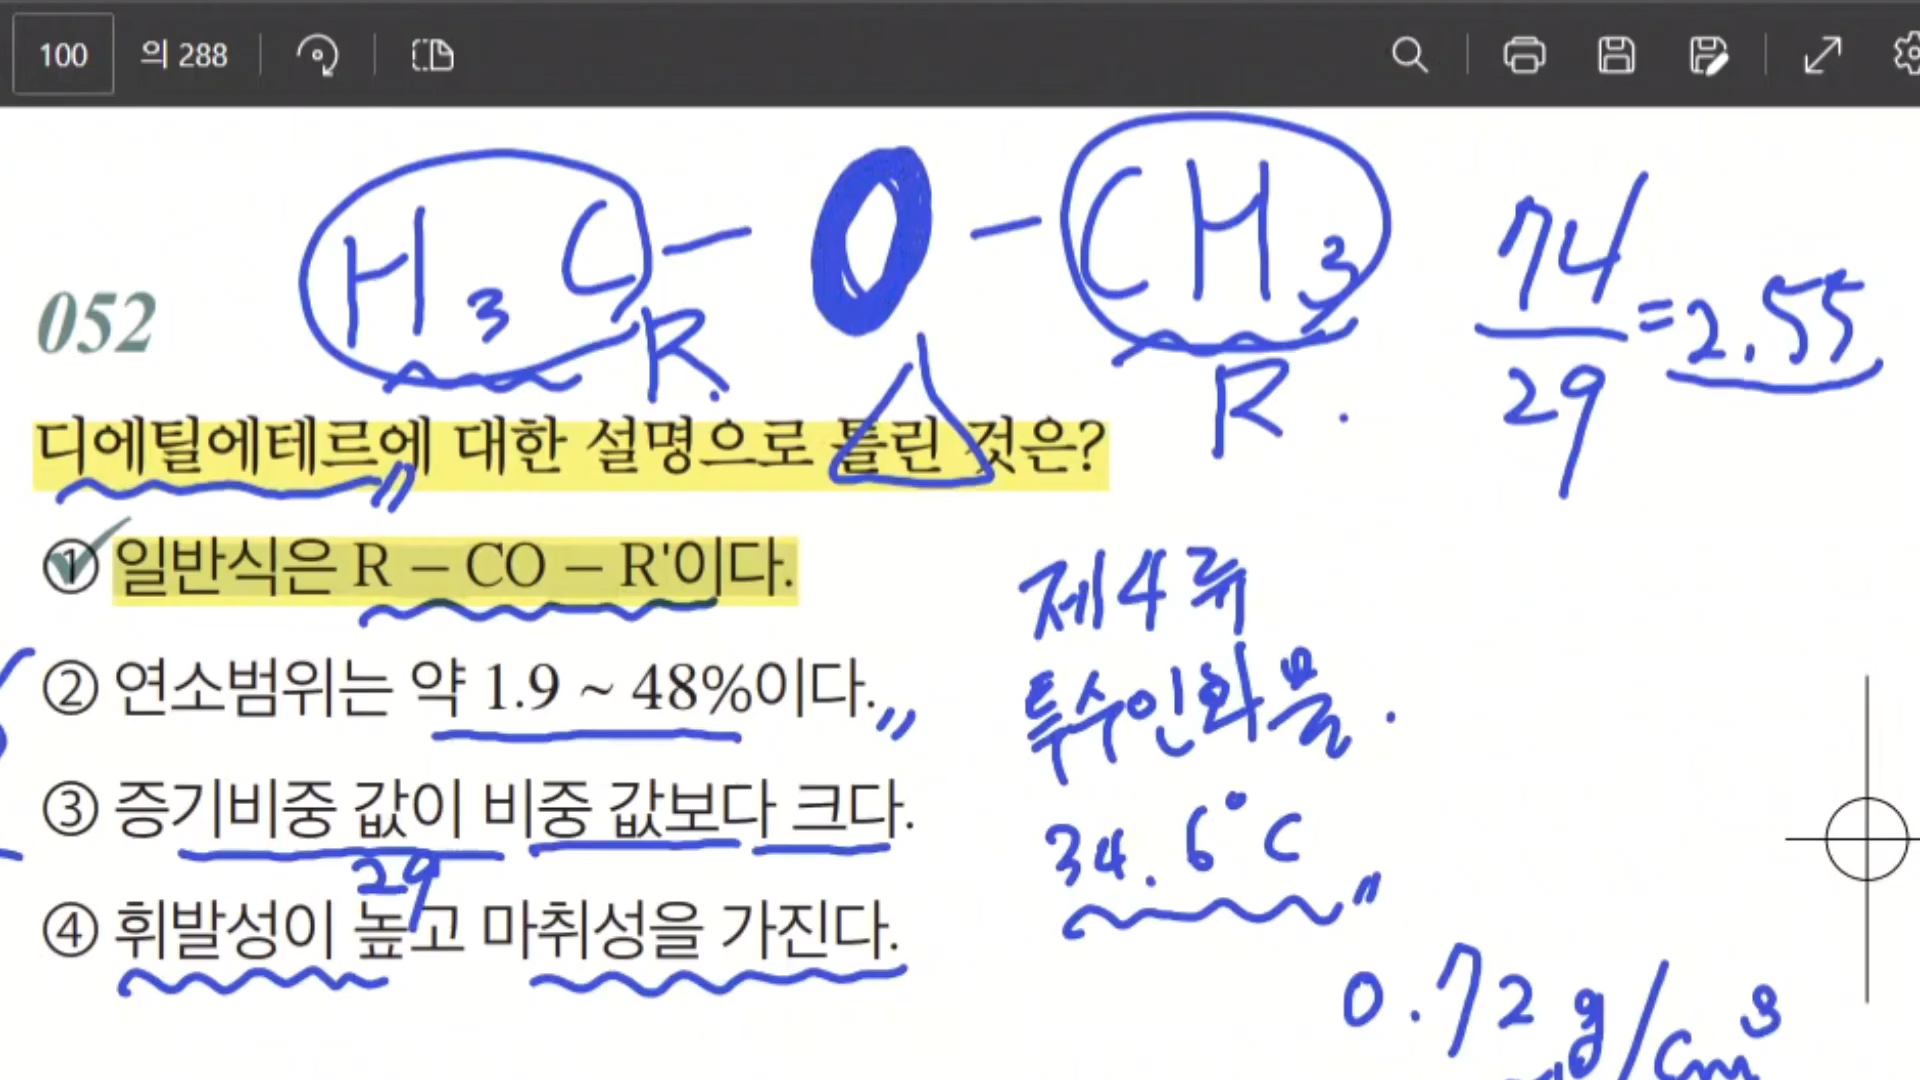 100 의 288
H3C - O - CH3
R. R.
74/29 = 2.55
052
디에틸에테르에 대한 설명으로 틀린 것은?
① 일반식은 R – CO – R'이다.
② 연소범위는 약 1.9 ~ 48%이다.
③ 증기비중 값이 비중 값보다 크다.
29
④ 휘발성이 높고 마취성을 가진다.
제4류
특수인화물.
34.6°C
0.72 g/cm3